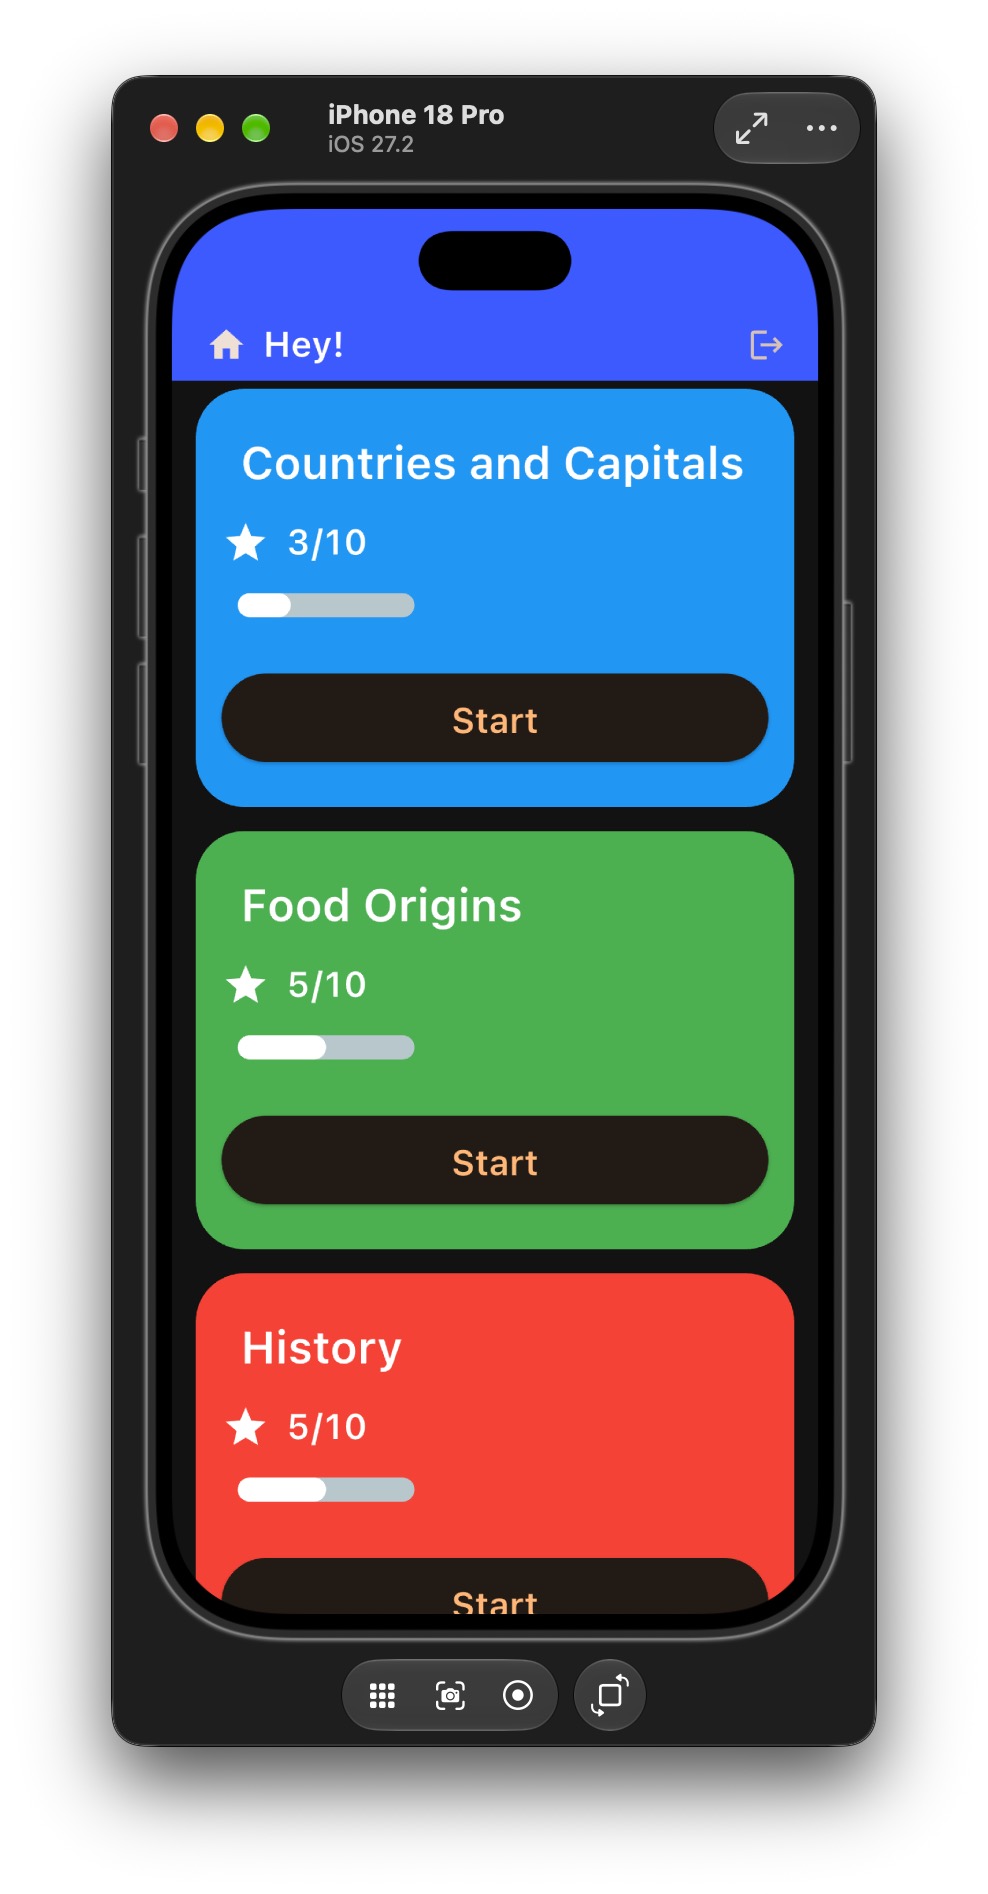 iPhone 18 Pro
iOS 27.2
Hey!
Countries and Capitals
3/10
Start
Food Origins
5/10
Start
History
5/10
Start